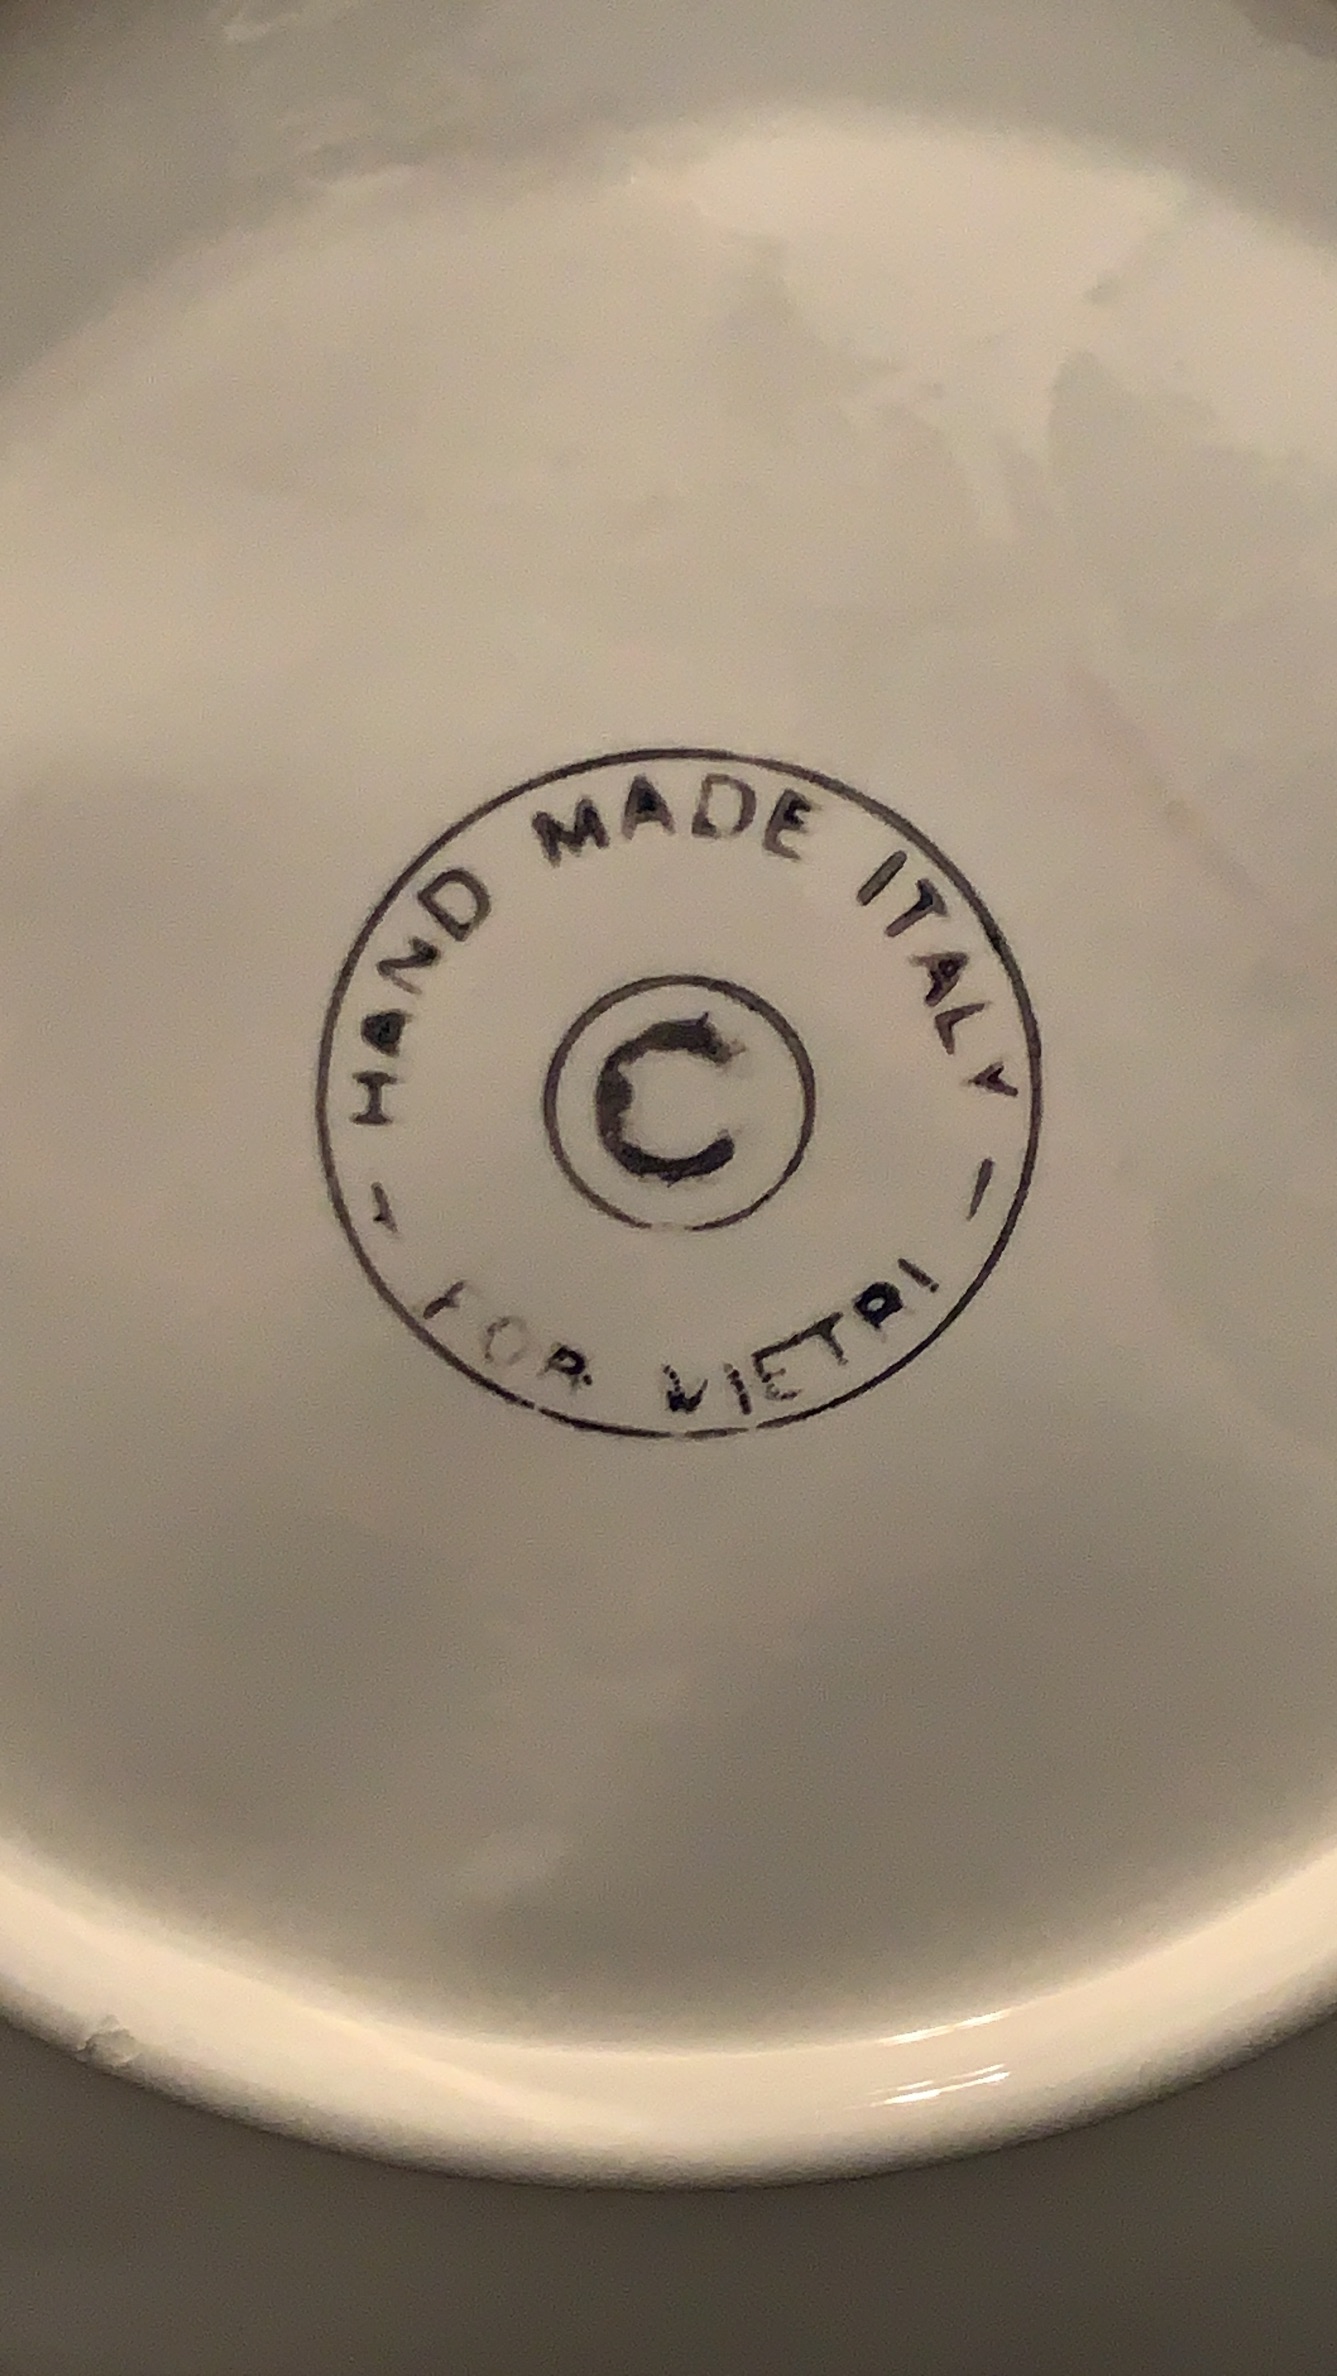 HAND MADE ITALY
– FOR VIETRI –
C